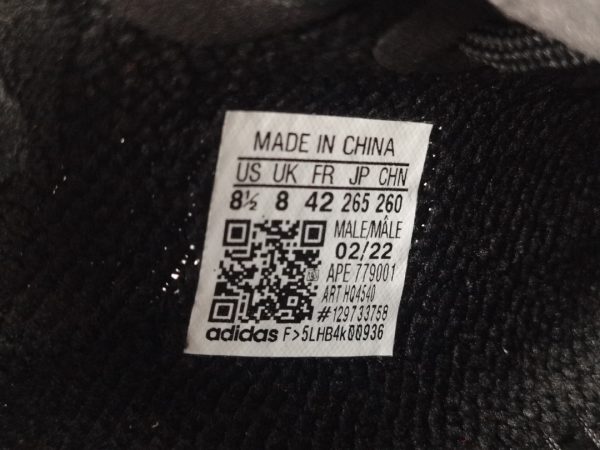 MADE IN CHINA
US UK FR JP CHN
8½ 8 42 265 260
MALE/MÂLE
02/22
APE 779001
ART HQ4540
#129733758
adidas F>5LHB4k00936